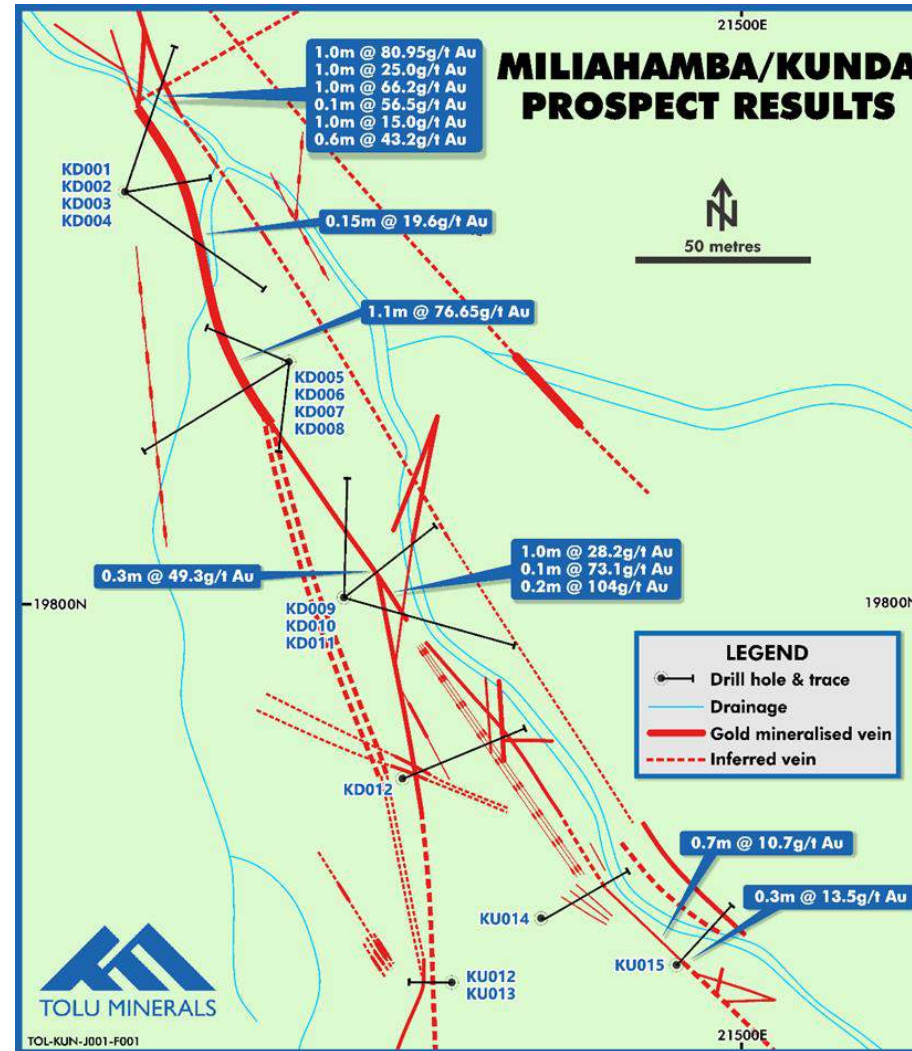 21500E
MILIAHAMBA/KUNDA
PROSPECT RESULTS
1.0m @ 80.95g/t Au
1.0m @ 25.0g/t Au
1.0m @ 66.2g/t Au
0.1m @ 56.5g/t Au
1.0m @ 15.0g/t Au
0.6m @ 43.2g/t Au
KD001
KD002
KD003
KD004
N
50 metres
0.15m @ 19.6g/t Au
1.1m @ 76.65g/t Au
KD005
KD006
KD007
KD008
0.3m @ 49.3g/t Au
1.0m @ 28.2g/t Au
0.1m @ 73.1g/t Au
0.2m @ 104g/t Au
19800N
19800N
KD009
KD010
KD011
LEGEND
Drill hole & trace
Drainage
Gold mineralised vein
Inferred vein
KD012
0.7m @ 10.7g/t Au
0.3m @ 13.5g/t Au
KU014
KU015
KU012
KU013
TOLU MINERALS
21500E
TOL-KUN-J001-F001